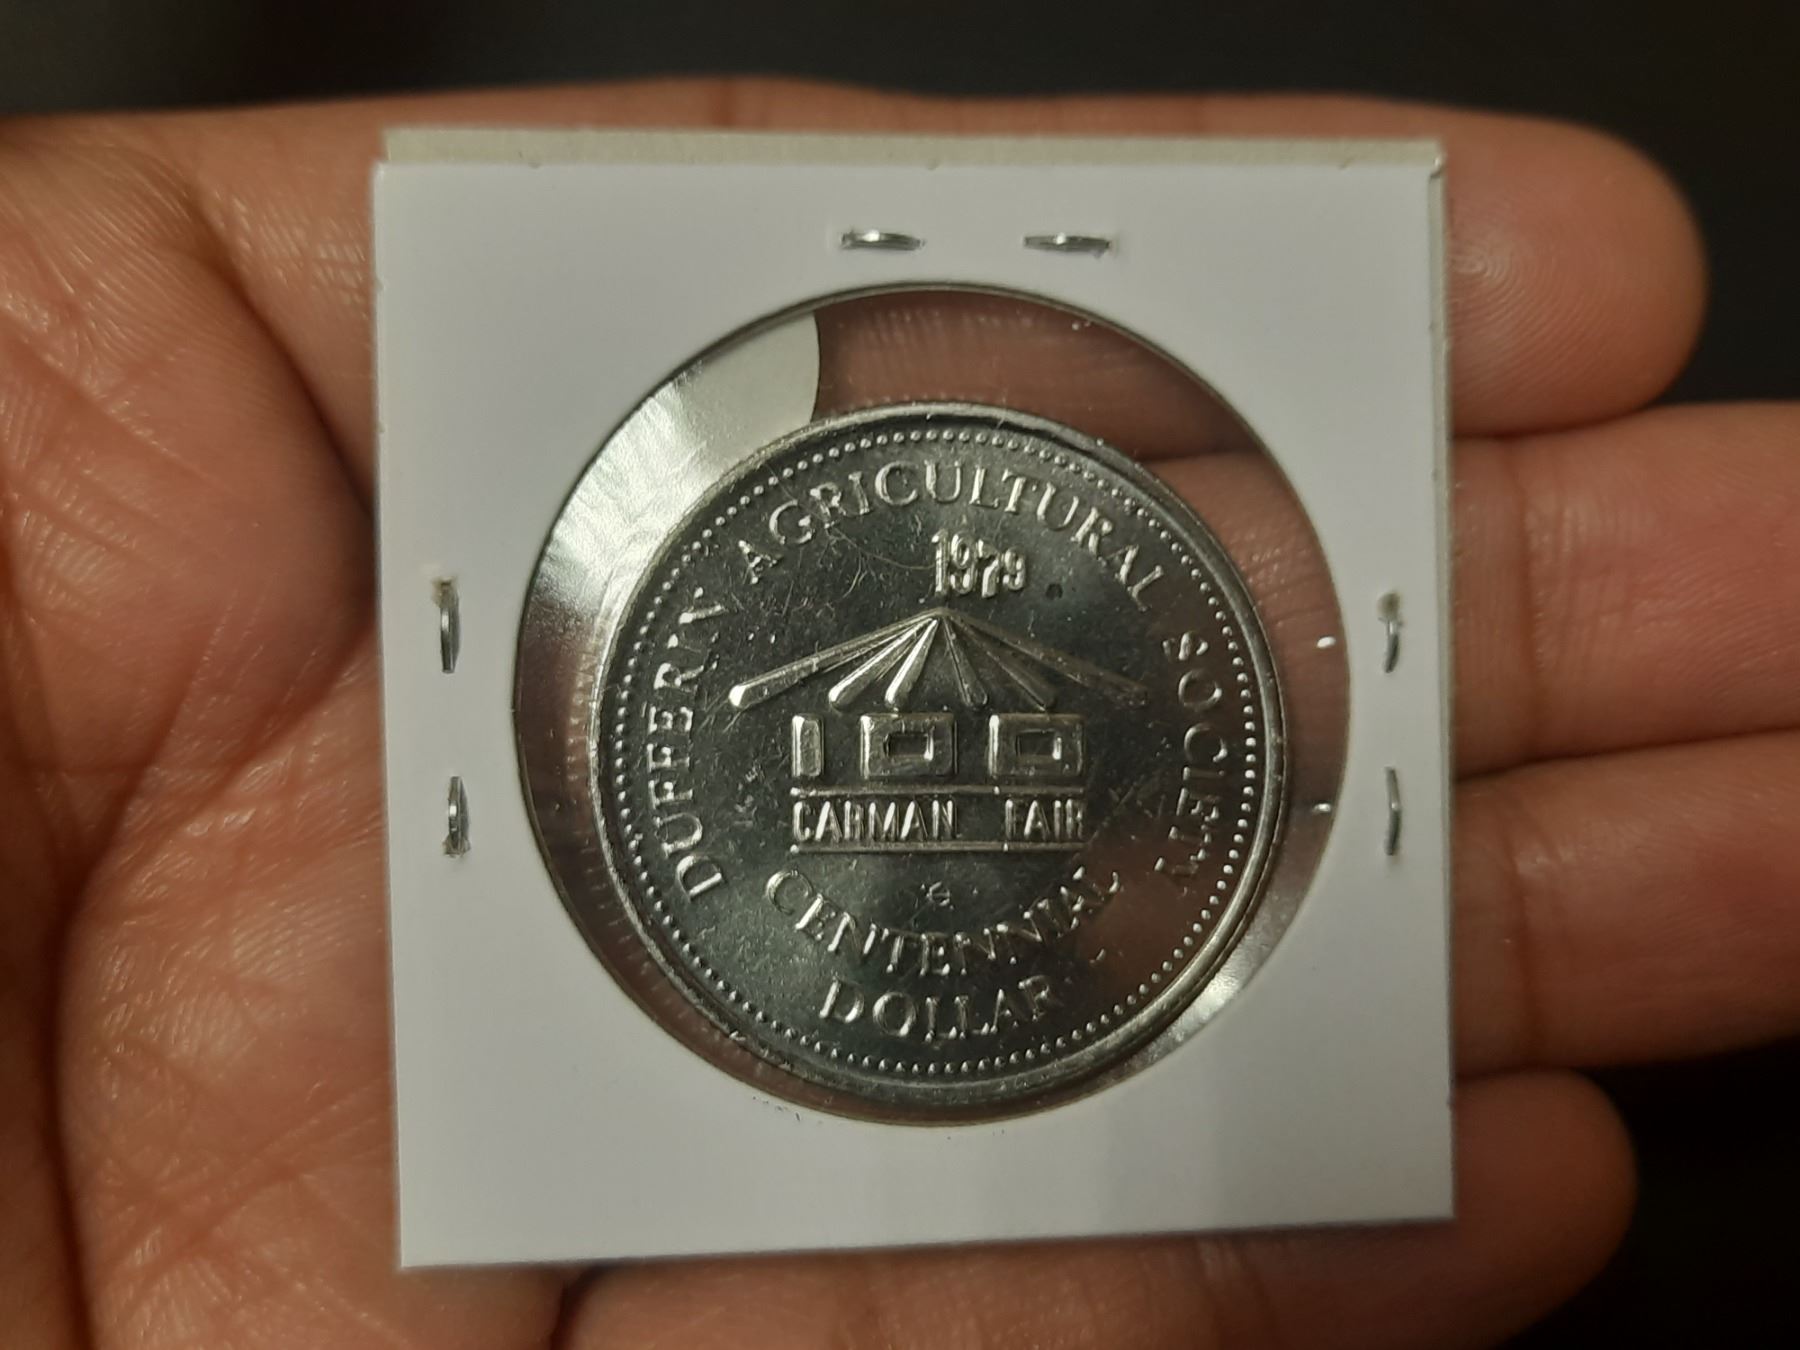 DUFFERIN AGRICULTURAL SOCIETY
1979
100
CARMAN FAIR
CENTENNIAL
DOLLAR